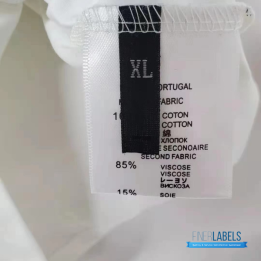 XL
PORTUGAL
FABRIC
COTON
COTTON
綿
ХЛОПОК
SECONDAIRE
SECOND FABRIC
85% VISCOSE
VISCOSE
レーヨン
ВИСКОЗА
15% SOIE
FINERLABELS